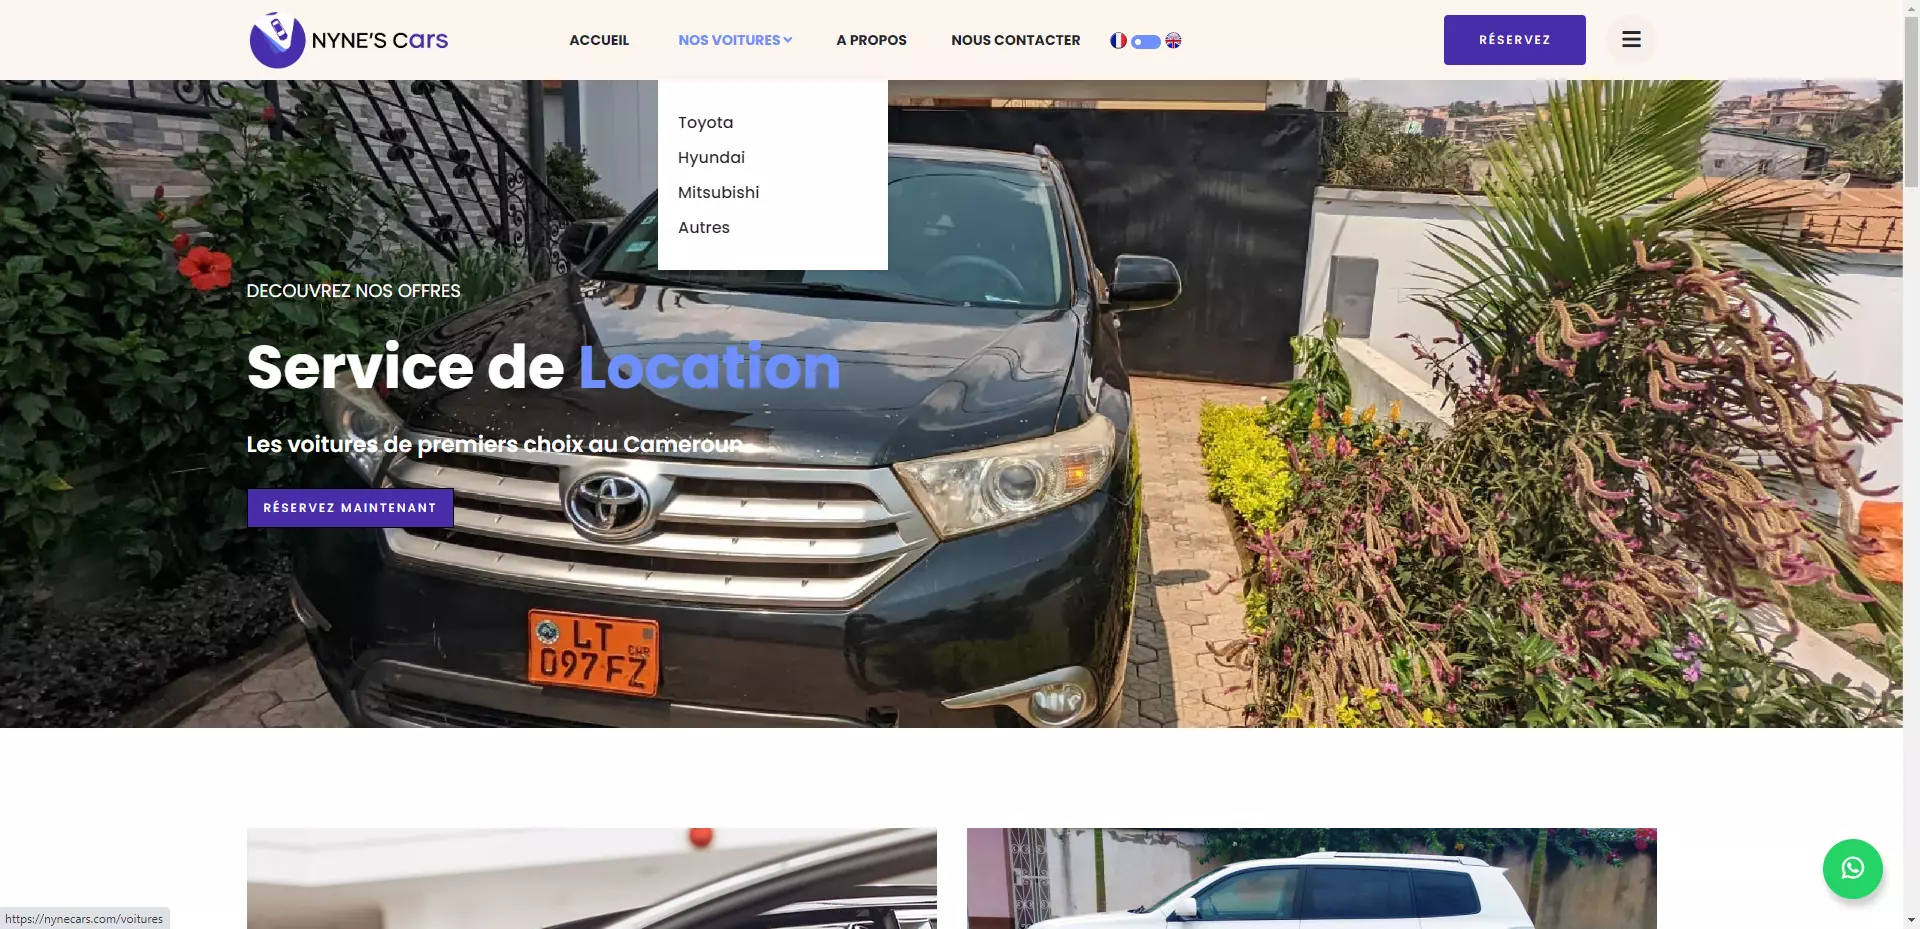 NYNE'S Cars
ACCUEIL
NOS VOITURES
A PROPOS
NOUS CONTACTER
RÉSERVEZ
Toyota
Hyundai
Mitsubishi
Autres
DECOUVREZ NOS OFFRES
Service de Location
Les voitures de premiers choix au Cameroun
RÉSERVEZ MAINTENANT
LT
CMR
097 FZ
https://nynecars.com/voitures